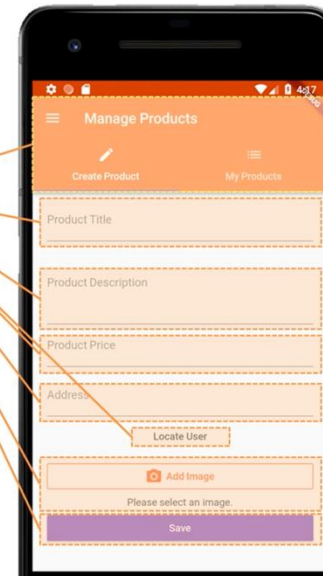 4:17
Manage Products
Create Product
My Products
Product Title
Product Description
Product Price
Address
Locate User
Add Image
Please select an image.
Save